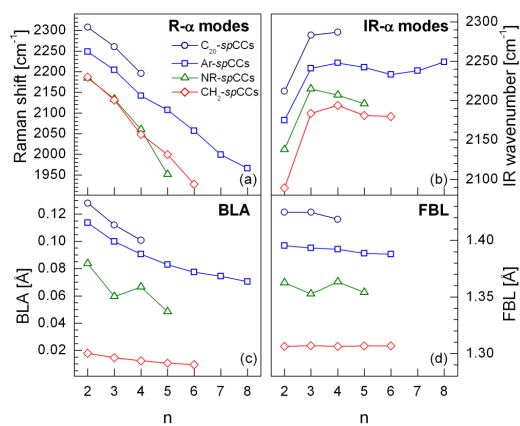 R-α modes
IR-α modes
2300
2250
2200
2150
2100
2050
2000
1950
Raman shift [cm⁻¹]
C₂₀-spCCs
Ar-spCCs
NR-spCCs
CH₂-spCCs
(a)
(b)
2300
2200
2100
IR wavenumber [cm⁻¹]
BLA
FBL
0.12
0.10
0.08
0.06
0.04
0.02
BLA [Å]
(c)
(d)
1.40
1.35
1.30
FBL [Å]
2 3 4 5 6 7 8
2 3 4 5 6 7 8
n
n